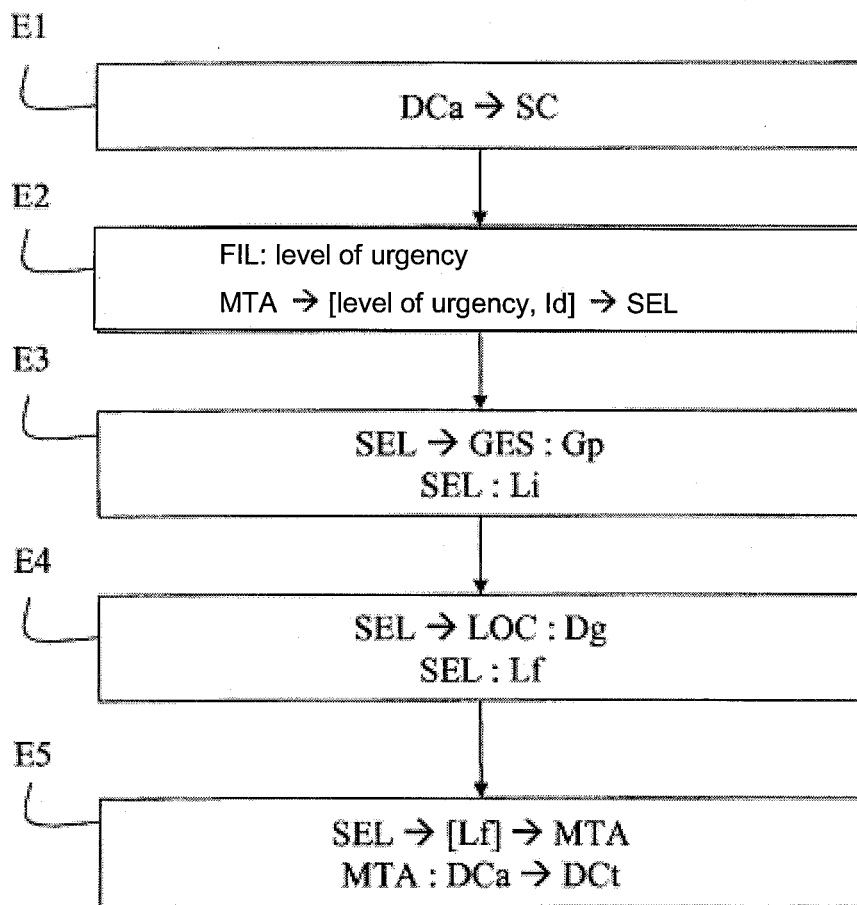 E1
DCa → SC
E2
FIL: level of urgency
MTA → [level of urgency, Id] → SEL
E3
SEL → GES : Gp
SEL : Li
E4
SEL → LOC : Dg
SEL : Lf
E5
SEL → [Lf] → MTA
MTA : DCa → DCt